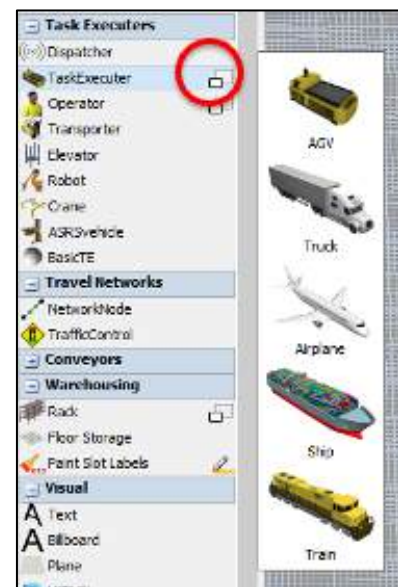 Task Executers
Dispatcher
TaskExecuter
Operator
Transporter
Elevator
Robot
Crane
ASRSvehicle
BasicTE
Travel Networks
NetworkNode
TrafficControl
Conveyors
Warehousing
Rack
Floor Storage
Paint Slot Labels
Visual
Text
Billboard
Plane
AGV
Truck
Airplane
Ship
Train